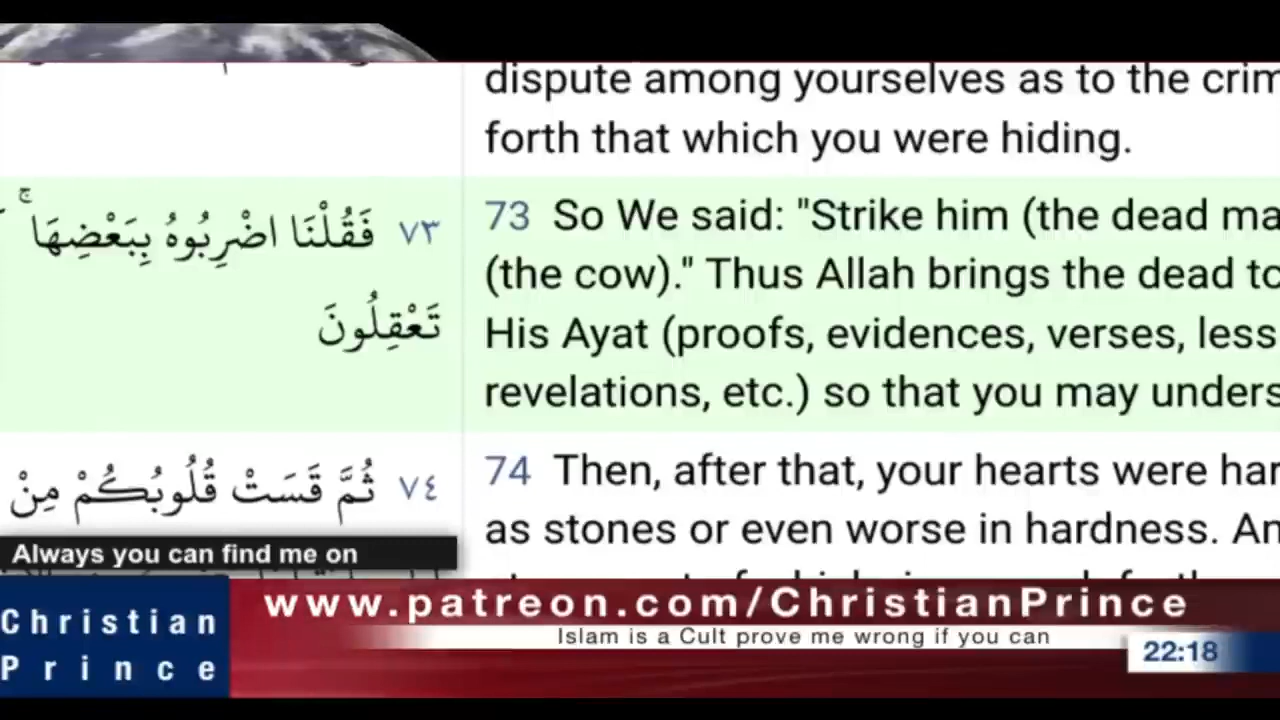 dispute among yourselves as to the crim
forth that which you were hiding.
٧٣ فَقُلْنَا اضْرِبُوهُ بِبَعْضِهَا ۚ
تَعْقِلُونَ
73 So We said: "Strike him (the dead ma
(the cow)." Thus Allah brings the dead to
His Ayat (proofs, evidences, verses, less
revelations, etc.) so that you may unders
٧٤ ثُمَّ قَسَتْ قُلُوبُكُمْ مِنْ
74 Then, after that, your hearts were har
as stones or even worse in hardness. An
Always you can find me on
Christian
Prince
www.patreon.com/ChristianPrince
Islam is a Cult prove me wrong if you can
22:18